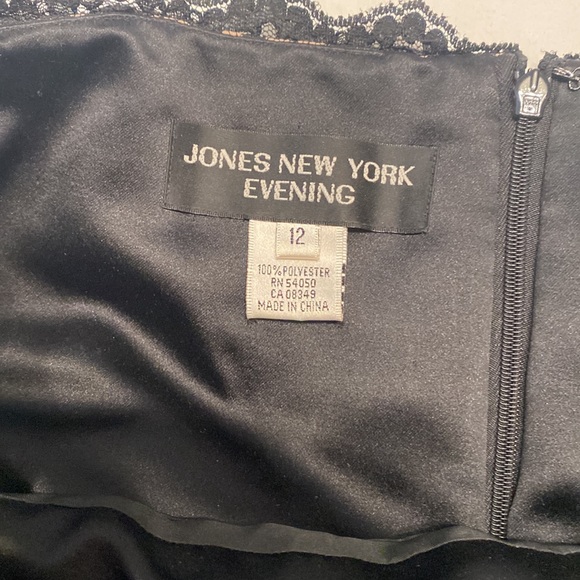 JONES NEW YORK
EVENING
12
100%POLYESTER
RN 54050
CA 08349
MADE IN CHINA